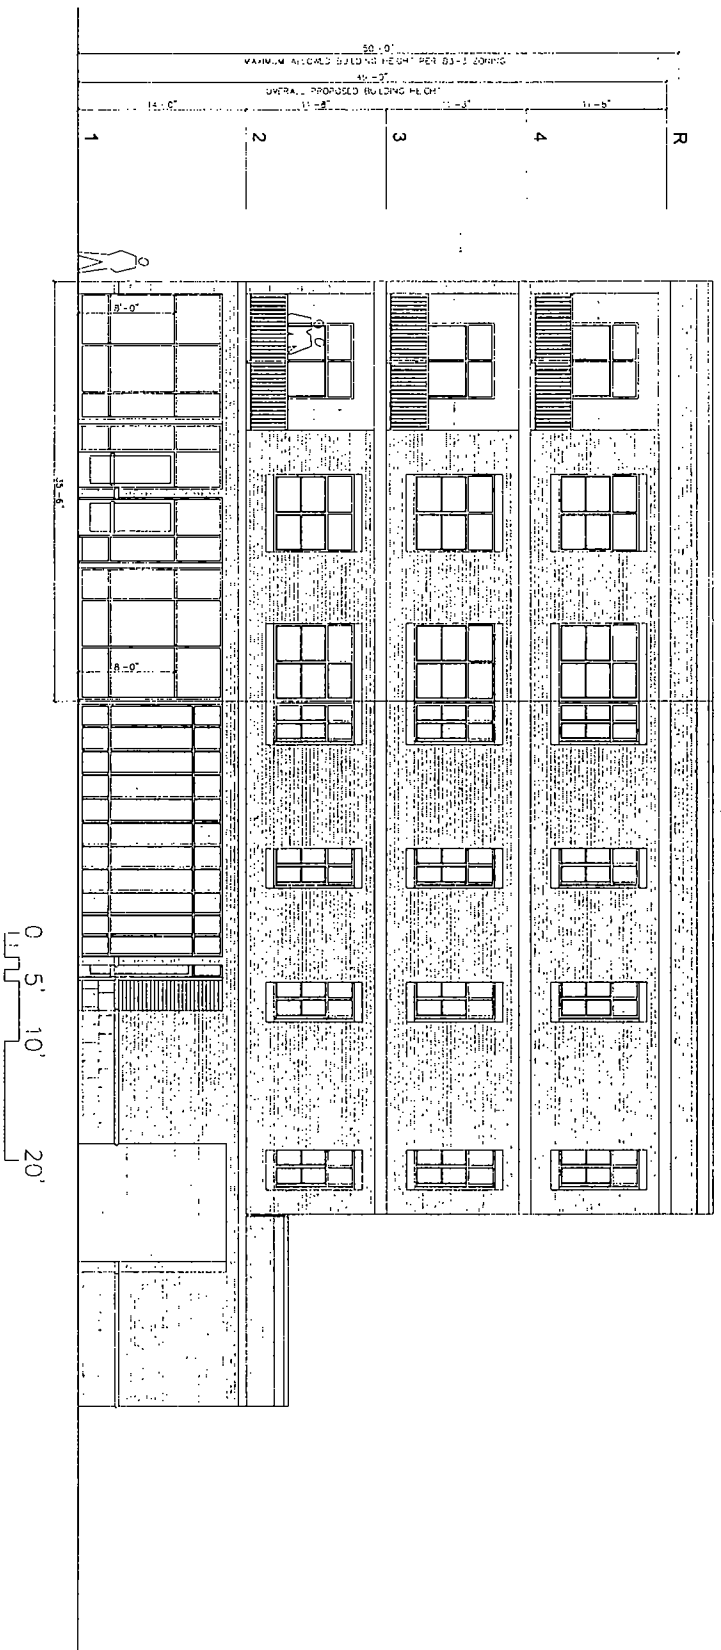 50'-0"
MAXIMUM ALLOWED BUILDING HEIGHT PER B3-3 ZONING
OVERALL PROPOSED BUILDING HEIGHT
14'-0"
1
2
3
4
R
8'-0"
8'-0"
0 5' 10' 20'